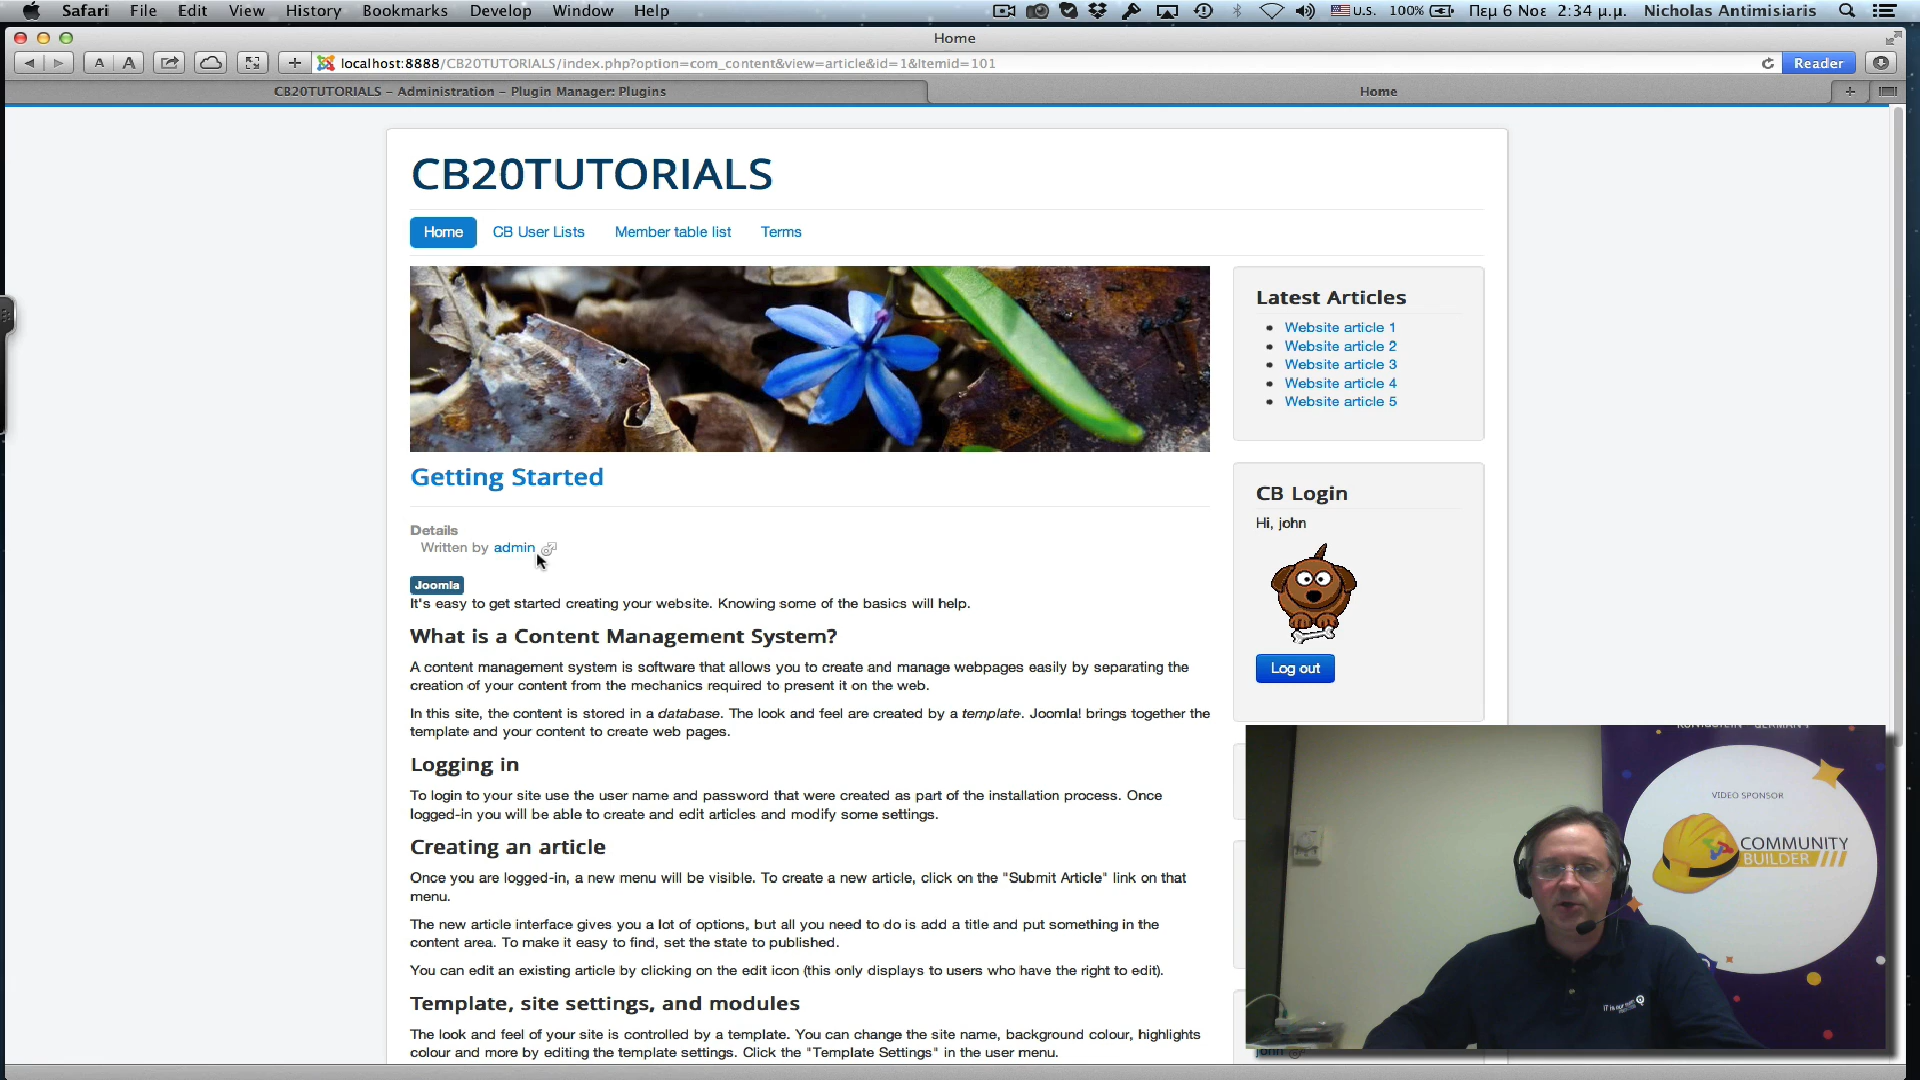 Safari File Edit View History Bookmarks Develop Window Help U.S. 100% Πεμ 6 Νοε 2:34 μ.μ. Nicholas Antimisiaris
Home
A A localhost:8888/CB20TUTORIALS/index.php?option=com_content&view=article&id=1&Itemid=101 Reader
CB20TUTORIALS – Administration – Plugin Manager: Plugins
Home
CB20TUTORIALS
Home CB User Lists Member table list Terms
Getting Started
Details
Written by admin
Joomla
It's easy to get started creating your website. Knowing some of the basics will help.
What is a Content Management System?
A content management system is software that allows you to create and manage webpages easily by separating the
creation of your content from the mechanics required to present it on the web.
In this site, the content is stored in a database. The look and feel are created by a template. Joomla! brings together the
template and your content to create web pages.
Logging in
To login to your site use the user name and password that were created as part of the installation process. Once
logged-in you will be able to create and edit articles and modify some settings.
Creating an article
Once you are logged-in, a new menu will be visible. To create a new article, click on the "Submit Article" link on that
menu.
The new article interface gives you a lot of options, but all you need to do is add a title and put something in the
content area. To make it easy to find, set the state to published.
You can edit an existing article by clicking on the edit icon (this only displays to users who have the right to edit).
Template, site settings, and modules
The look and feel of your site is controlled by a template. You can change the site name, background colour, highlights
colour and more by editing the template settings. Click the "Template Settings" in the user menu.
Latest Articles
Website article 1
Website article 2
Website article 3
Website article 4
Website article 5
CB Login
Hi, john
Log out
VIDEO SPONSOR
COMMUNITY
BUILDER
john